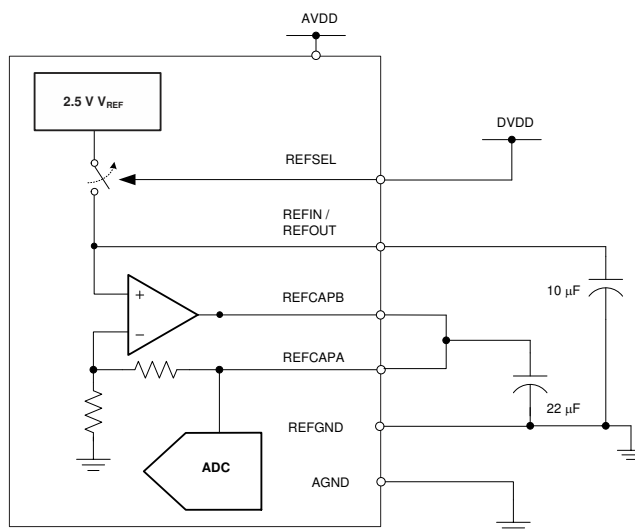 AVDD
2.5 V VREF
DVDD
REFSEL
REFIN /
REFOUT
+
10 μF
REFCAPB
−
REFCAPA
22 μF
REFGND
ADC
AGND